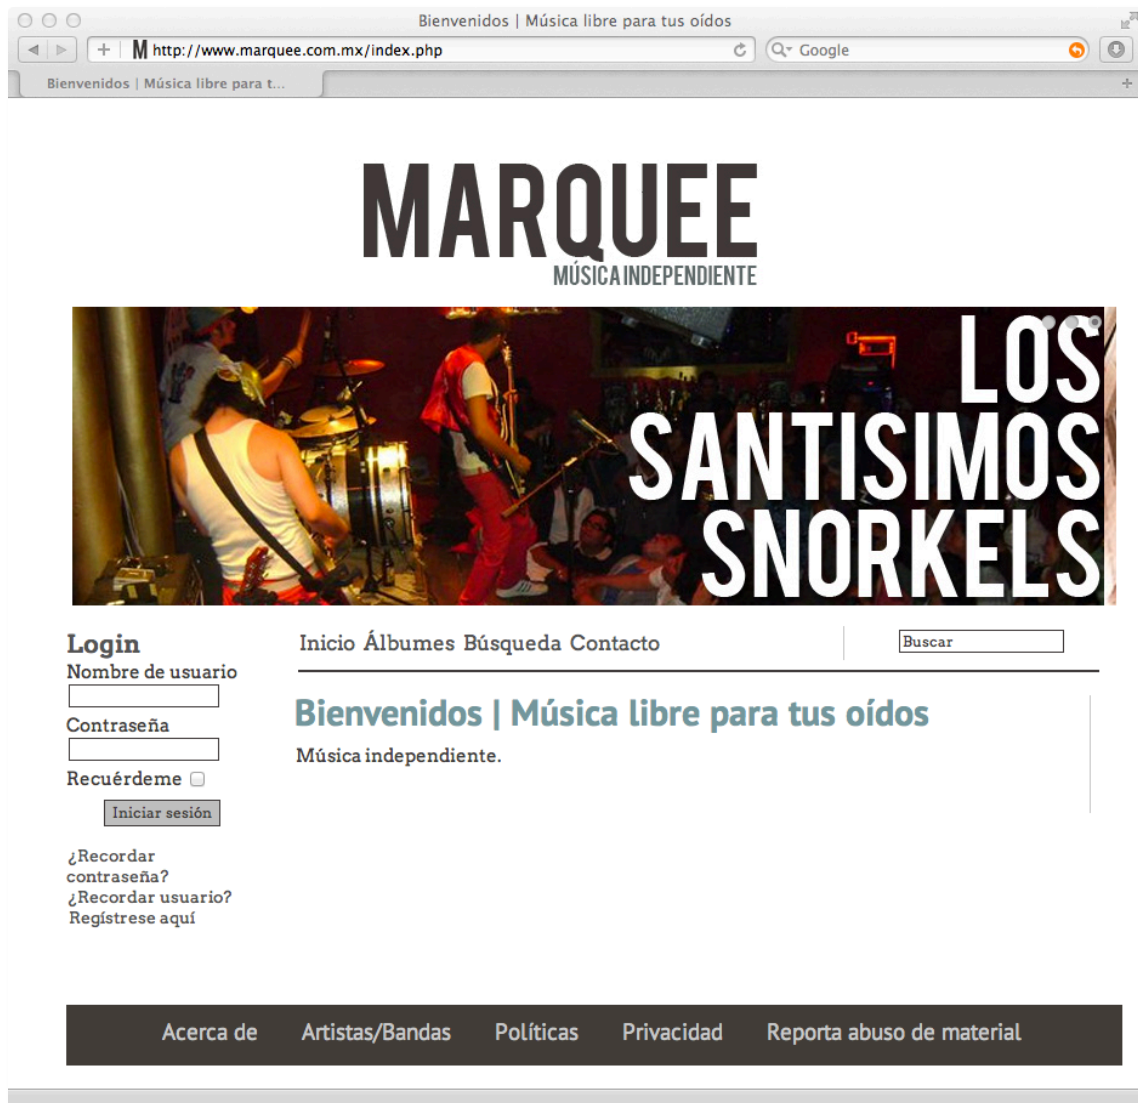 Bienvenidos | Música libre para tus oídos
M http://www.marquee.com.mx/index.php
Google
Bienvenidos | Música libre para t...
MARQUEE
MÚSICA INDEPENDIENTE
LOS
SANTISIMOS
SNORKELS
Login
Nombre de usuario
Contraseña
Recuérdeme
Iniciar sesión
¿Recordar
contraseña?
¿Recordar usuario?
Regístrese aquí
Inicio Álbumes Búsqueda Contacto
Buscar
Bienvenidos | Música libre para tus oídos
Música independiente.
Acerca de Artistas/Bandas Políticas Privacidad Reporta abuso de material